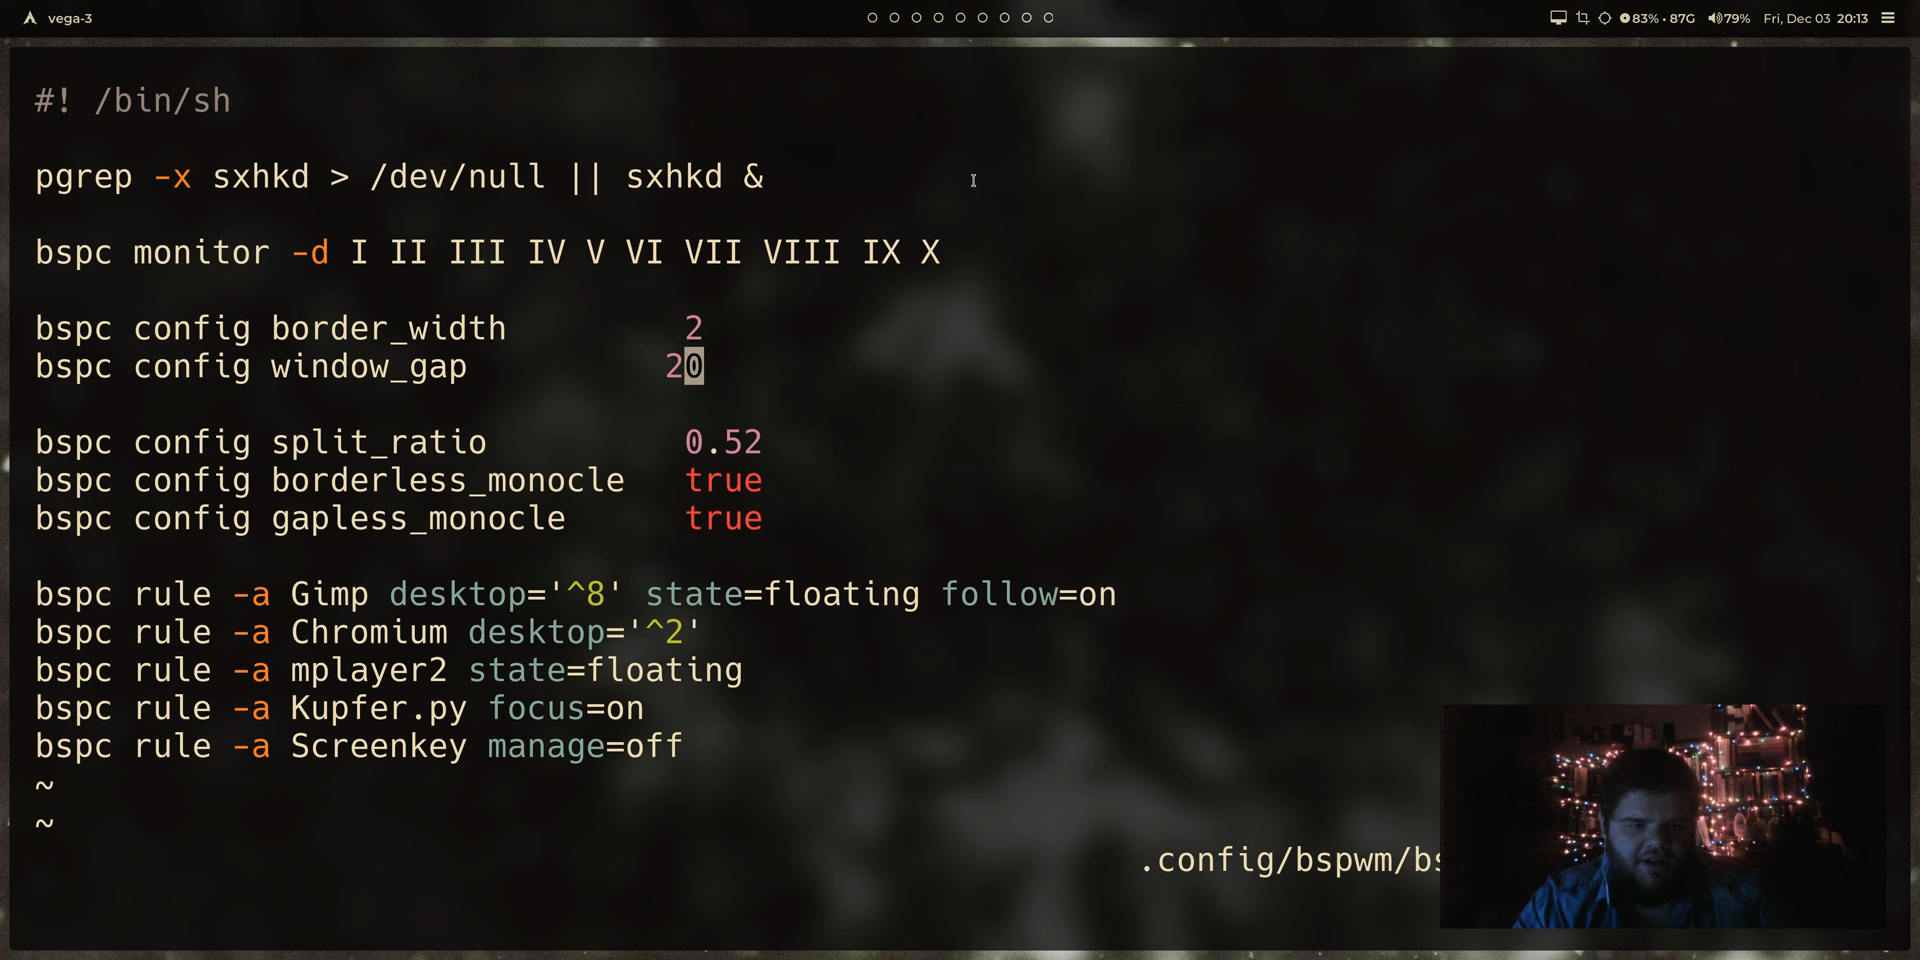 vega-3
83% • 87G 79% Fri, Dec 03 20:13
#! /bin/sh
pgrep -x sxhkd > /dev/null || sxhkd &
bspc monitor -d I II III IV V VI VII VIII IX X
bspc config border_width 2
bspc config window_gap 20
bspc config split_ratio 0.52
bspc config borderless_monocle true
bspc config gapless_monocle true
bspc rule -a Gimp desktop='^8' state=floating follow=on
bspc rule -a Chromium desktop='^2'
bspc rule -a mplayer2 state=floating
bspc rule -a Kupfer.py focus=on
bspc rule -a Screenkey manage=off
~
~
.config/bspwm/bs